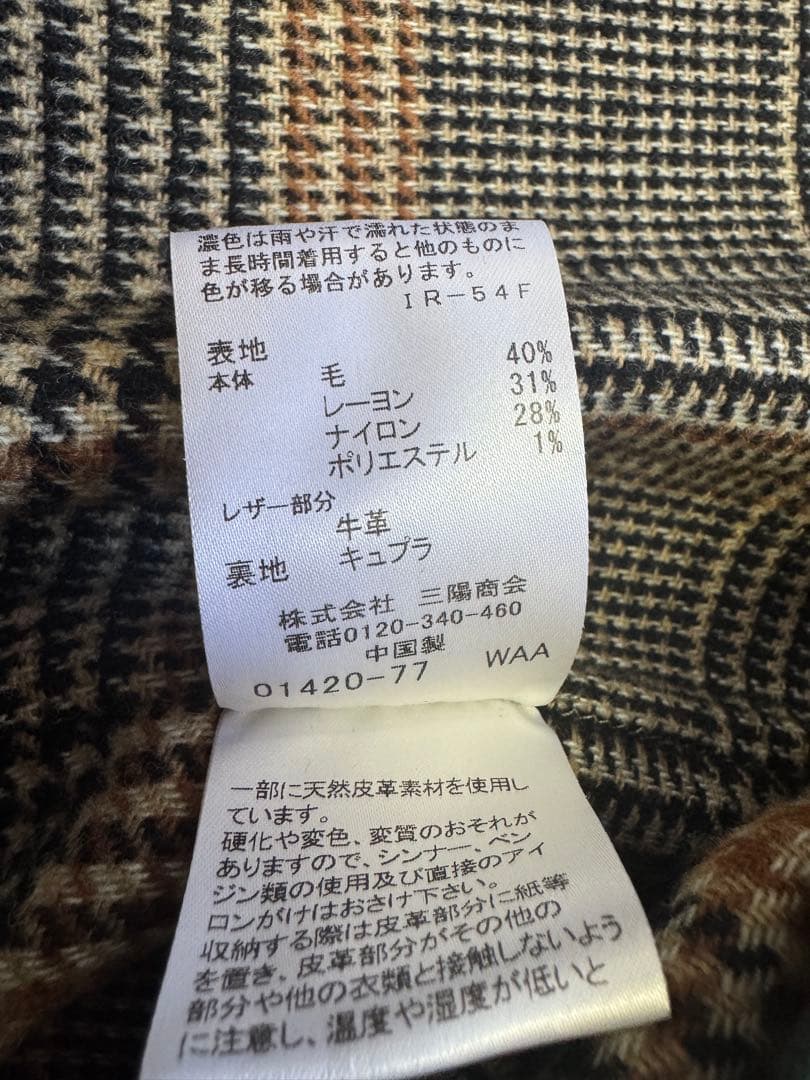 濃色は雨や汗で濡れた状態のま
ま長時間着用すると他のものに
色が移る場合があります。
IR-54F
表地
本体 毛 40%
レーヨン 31%
ナイロン 28%
ポリエステル 1%
レザー部分
牛革
裏地 キュプラ
株式会社 三陽商会
電話0120-340-460
中国製
01420-77 WAA
一部に天然皮革素材を使用し
ています。
硬化や変色、変質のおそれが
ありますので、シンナー、ベン
ジン類の使用及び直接のアイ
ロンがけはおさけ下さい。
収納する際は皮革部分に紙等
を置き、皮革部分がその他の
部分や他の衣類と接触しないよう
に注意し、温度や湿度が低いと